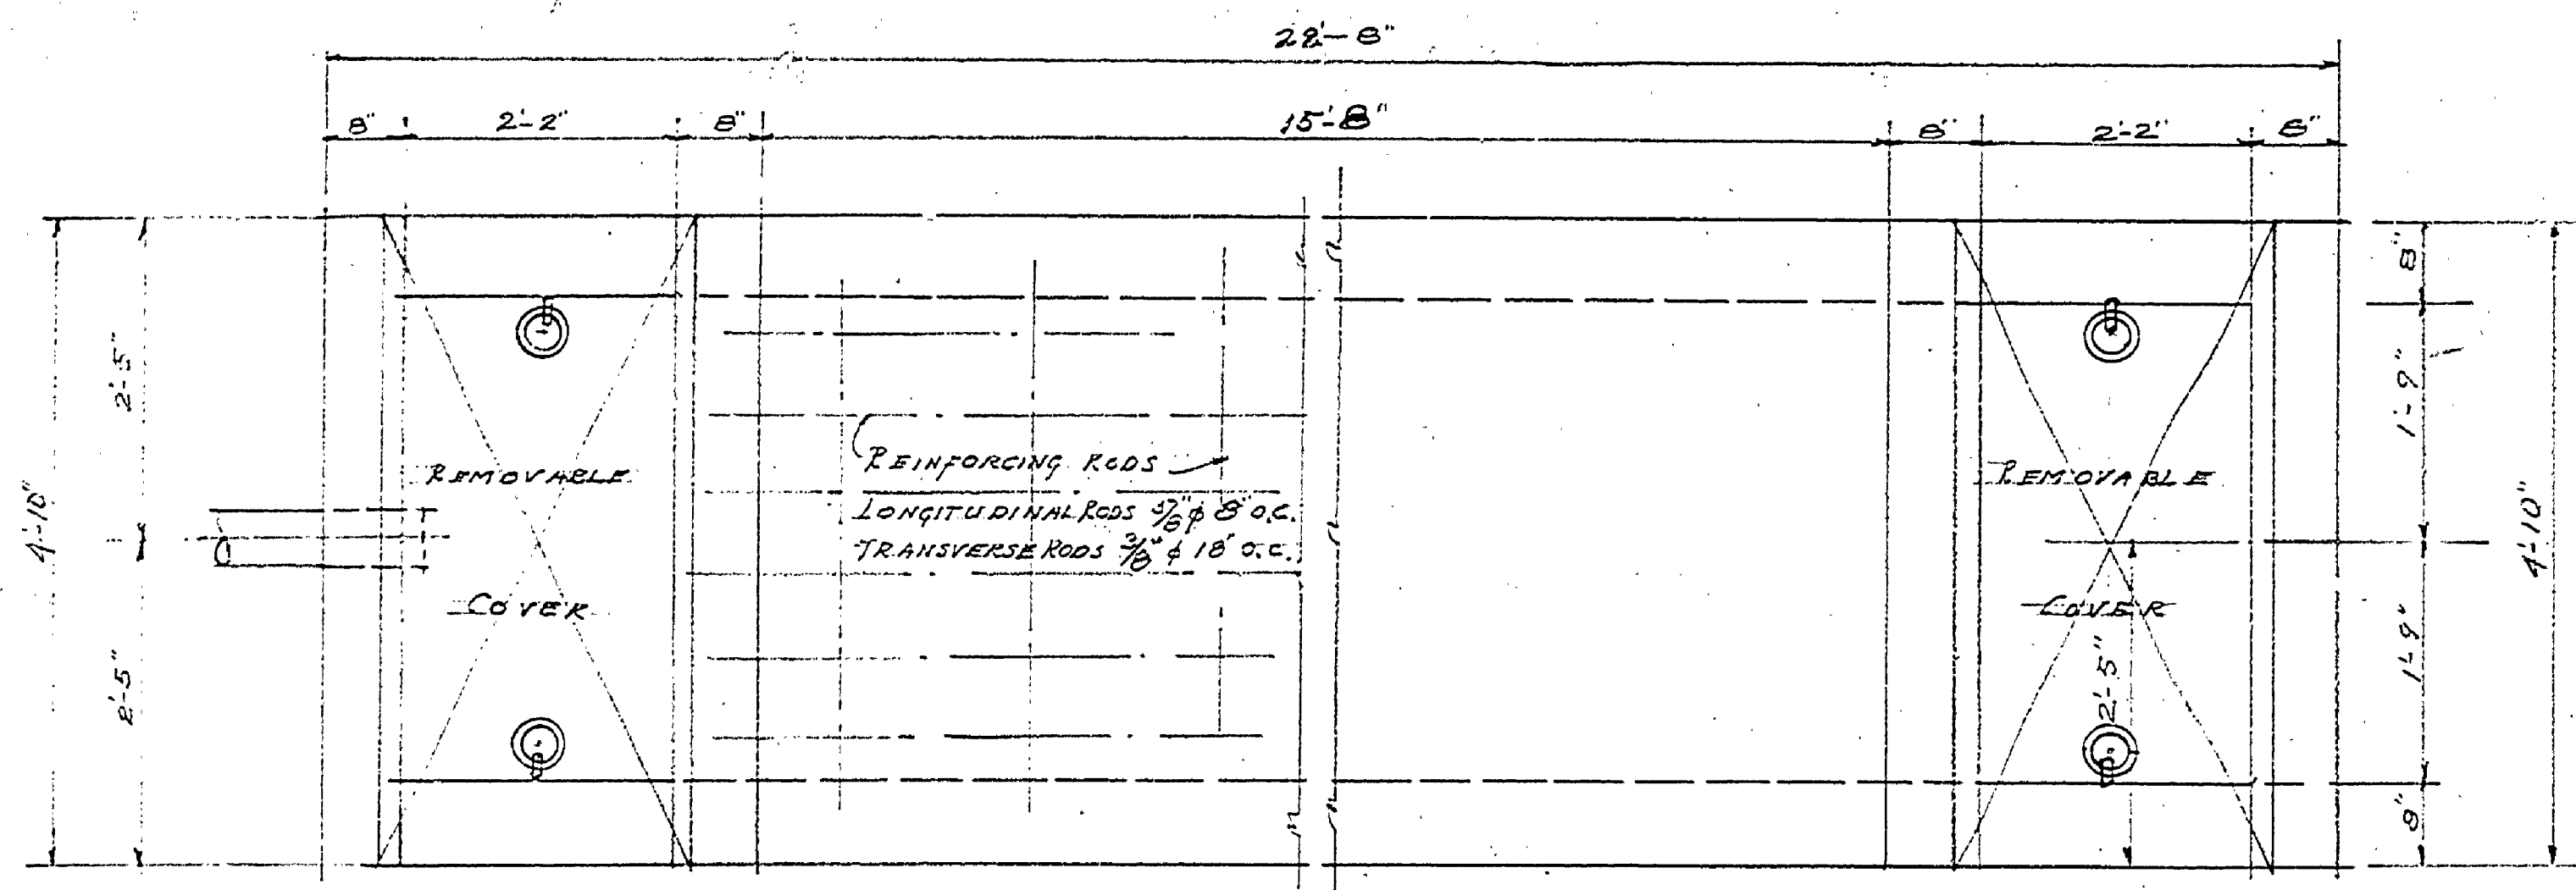 22'-8"
8" 2'-2" 8" 15'-8" 8" 2'-2" 8"
4'-10"
2'-5"
2'-5"
REMOVABLE
COVER
REINFORCING RODS
LONGITUDINAL RODS 5/8" φ 8" O.C.
TRANSVERSE RODS 3/8" φ 18" O.C.
REMOVABLE
COVER
2'-5"
8"
1'-9"
1'-9"
8"
4'-10"